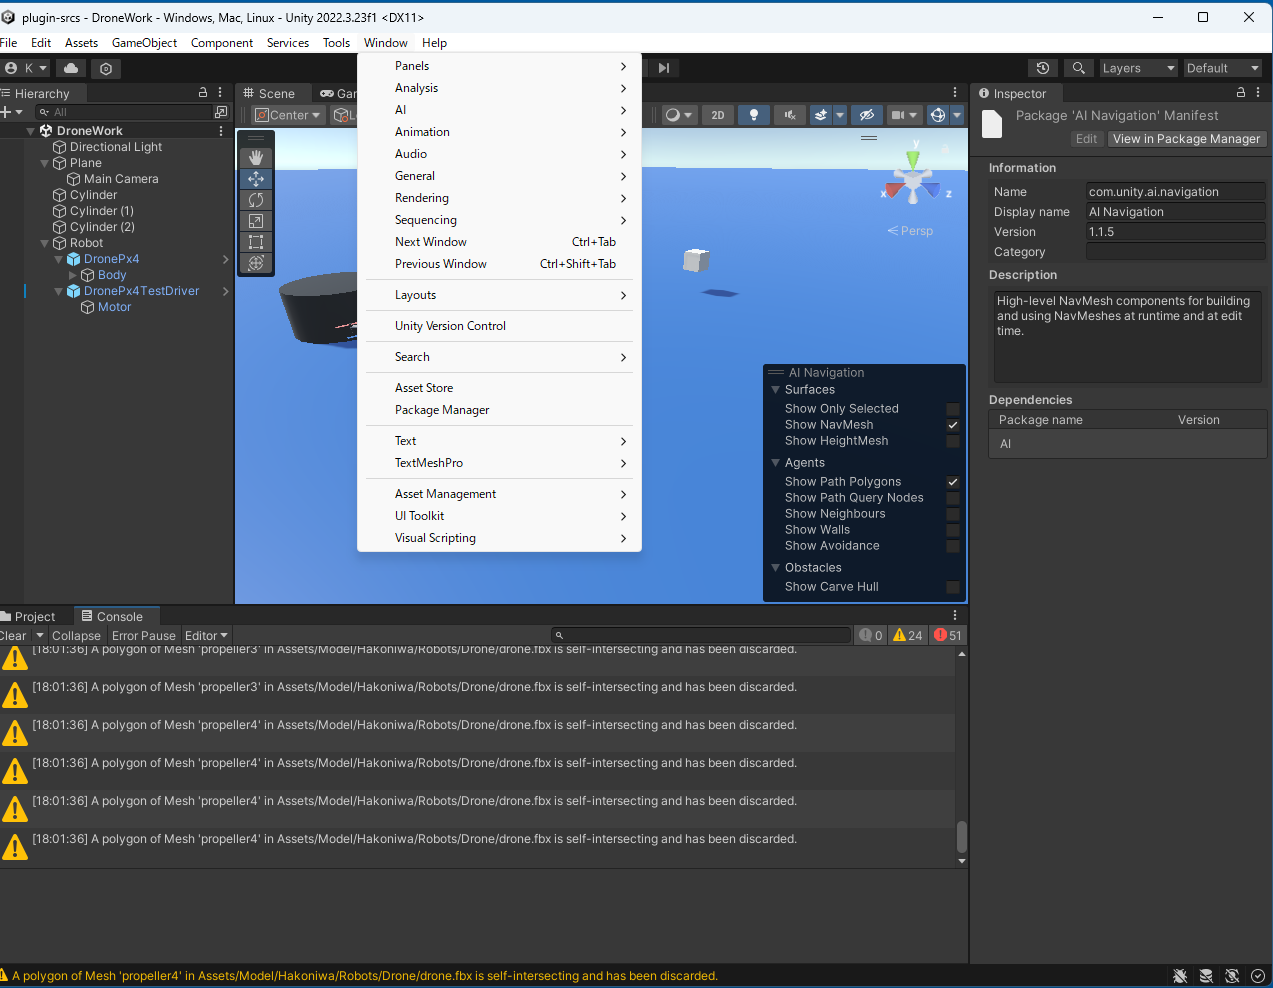 plugin-srcs - DroneWork - Windows, Mac, Linux - Unity 2022.3.23f1 <DX11>
File Edit Assets GameObject Component Services Tools Window Help
K
Layers
Default
Hierarchy
All
DroneWork
Directional Light
Plane
Main Camera
Cylinder
Cylinder (1)
Cylinder (2)
Robot
DronePx4
Body
DronePx4TestDriver
Motor
Scene
Gar
Center
2D
y
x
z
Persp
Panels
Analysis
AI
Animation
Audio
General
Rendering
Sequencing
Next Window Ctrl+Tab
Previous Window Ctrl+Shift+Tab
Layouts
Unity Version Control
Search
Asset Store
Package Manager
Text
TextMeshPro
Asset Management
UI Toolkit
Visual Scripting
AI Navigation
Surfaces
Show Only Selected
Show NavMesh
Show HeightMesh
Agents
Show Path Polygons
Show Path Query Nodes
Show Neighbours
Show Walls
Show Avoidance
Obstacles
Show Carve Hull
Inspector
Package 'AI Navigation' Manifest
Edit View in Package Manager
Information
Name com.unity.ai.navigation
Display name AI Navigation
Version 1.1.5
Category
Description
High-level NavMesh components for building
and using NavMeshes at runtime and at edit
time.
Dependencies
Package name Version
AI
Project Console
Clear Collapse Error Pause Editor 0 24 51
[18:01:36] A polygon of Mesh 'propeller3' in Assets/Model/Hakoniwa/Robots/Drone/drone.fbx is self-intersecting and has been discarded.
[18:01:36] A polygon of Mesh 'propeller3' in Assets/Model/Hakoniwa/Robots/Drone/drone.fbx is self-intersecting and has been discarded.
[18:01:36] A polygon of Mesh 'propeller4' in Assets/Model/Hakoniwa/Robots/Drone/drone.fbx is self-intersecting and has been discarded.
[18:01:36] A polygon of Mesh 'propeller4' in Assets/Model/Hakoniwa/Robots/Drone/drone.fbx is self-intersecting and has been discarded.
[18:01:36] A polygon of Mesh 'propeller4' in Assets/Model/Hakoniwa/Robots/Drone/drone.fbx is self-intersecting and has been discarded.
[18:01:36] A polygon of Mesh 'propeller4' in Assets/Model/Hakoniwa/Robots/Drone/drone.fbx is self-intersecting and has been discarded.
A polygon of Mesh 'propeller4' in Assets/Model/Hakoniwa/Robots/Drone/drone.fbx is self-intersecting and has been discarded.